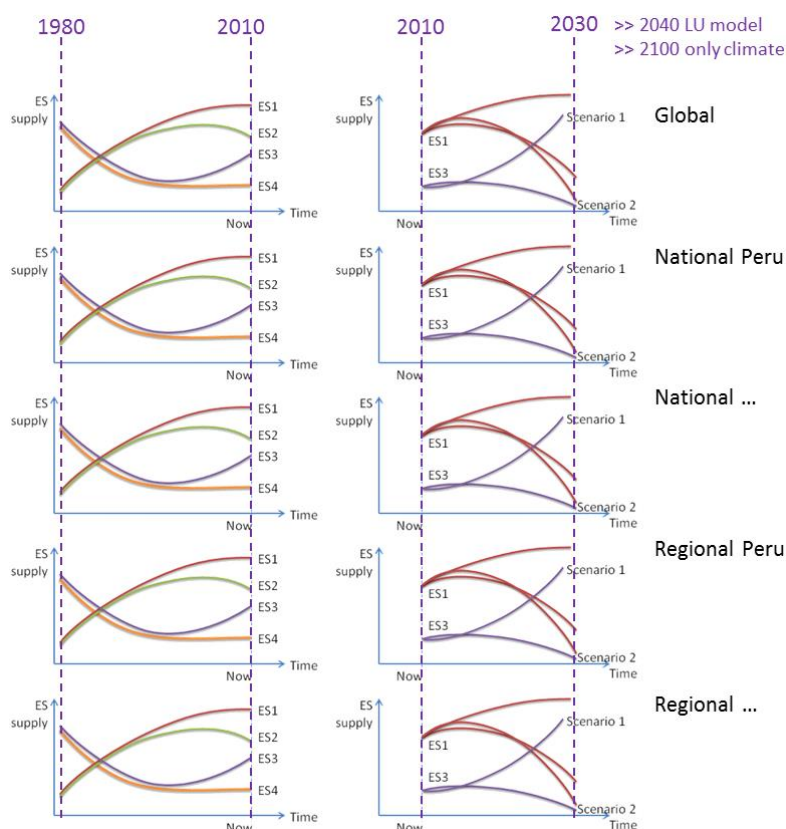 1980
2010
2010
2030
>> 2040 LU model
>> 2100 only climate
ES
supply
ES1
ES2
ES3
ES4
Time
Now
ES
supply
ES1
ES3
Scenario 1
Scenario 2
Time
Now
Global
ES
supply
ES1
ES2
ES3
ES4
Time
Now
ES
supply
ES1
ES3
Scenario 1
Scenario 2
Time
Now
National Peru
ES
supply
ES1
ES2
ES3
ES4
Time
Now
ES
supply
ES1
ES3
Scenario 1
Scenario 2
Time
Now
National ...
ES
supply
ES1
ES2
ES3
ES4
Time
Now
ES
supply
ES1
ES3
Scenario 1
Scenario 2
Time
Now
Regional Peru
ES
supply
ES1
ES2
ES3
ES4
Time
Now
ES
supply
ES1
ES3
Scenario 1
Scenario 2
Time
Now
Regional ...